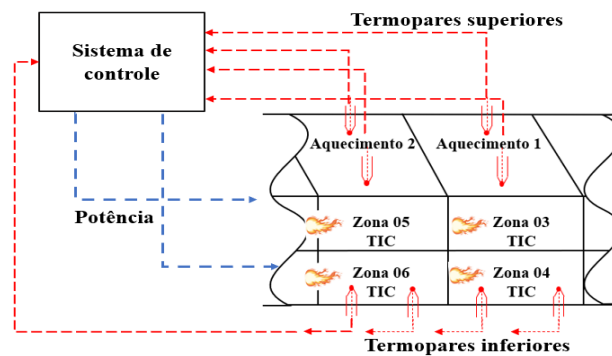 Termopares superiores
Sistema de
controle
Aquecimento 2
Aquecimento 1
Potência
Zona 05
TIC
Zona 03
TIC
Zona 06
TIC
Zona 04
TIC
Termopares inferiores